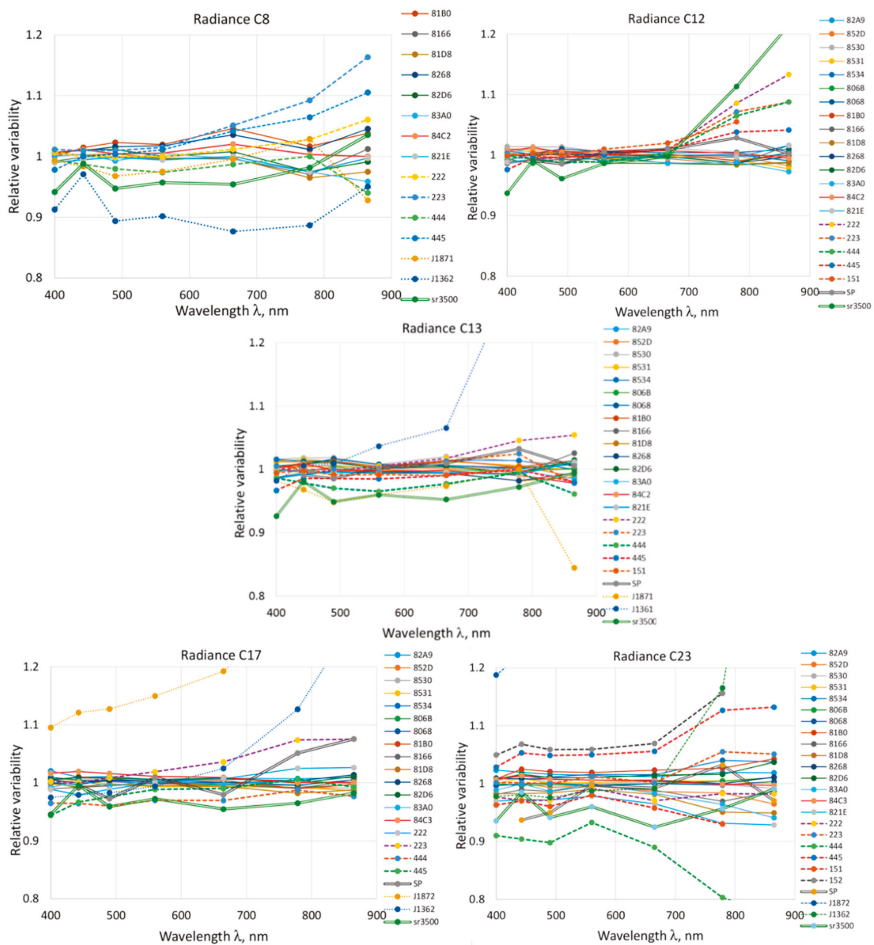 Radiance C8
Relative variability
1.2
1.1
1
0.9
0.8
400 500 600 700 800 900
Wavelength λ, nm
81B0
8166
81D8
8268
82D6
83A0
84C2
821E
222
223
444
445
J1871
J1362
sr3500
Radiance C12
Relative variability
1.2
1.1
1
0.9
0.8
400 500 600 700 800 900
Wavelength λ, nm
82A9
852D
8530
8531
8534
806B
8068
81B0
8166
81D8
8268
82D6
83A0
84C2
821E
222
223
444
445
151
SP
sr3500
Radiance C13
Relative variability
1.2
1.1
1
0.9
0.8
400 500 600 700 800 900
Wavelength λ, nm
82A9
852D
8530
8531
8534
806B
8068
81B0
8166
81D8
8268
82D6
83A0
84C2
821E
222
223
444
445
151
SP
J1871
J1361
sr3500
Radiance C17
Relative variability
1.2
1.1
1
0.9
0.8
400 500 600 700 800 900
Wavelength λ, nm
82A9
852D
8530
8531
8534
806B
8068
81B0
8166
81D8
8268
82D6
83A0
84C3
222
223
444
445
SP
J1872
J1362
sr3500
Radiance C23
Relative variability
1.2
1.1
1
0.9
0.8
400 500 600 700 800 900
Wavelength λ, nm
82A9
852D
8530
8531
8534
806B
8068
81B0
8166
81D8
8268
82D6
83A0
84C3
821E
222
223
444
445
151
152
SP
J1872
J1362
sr3500